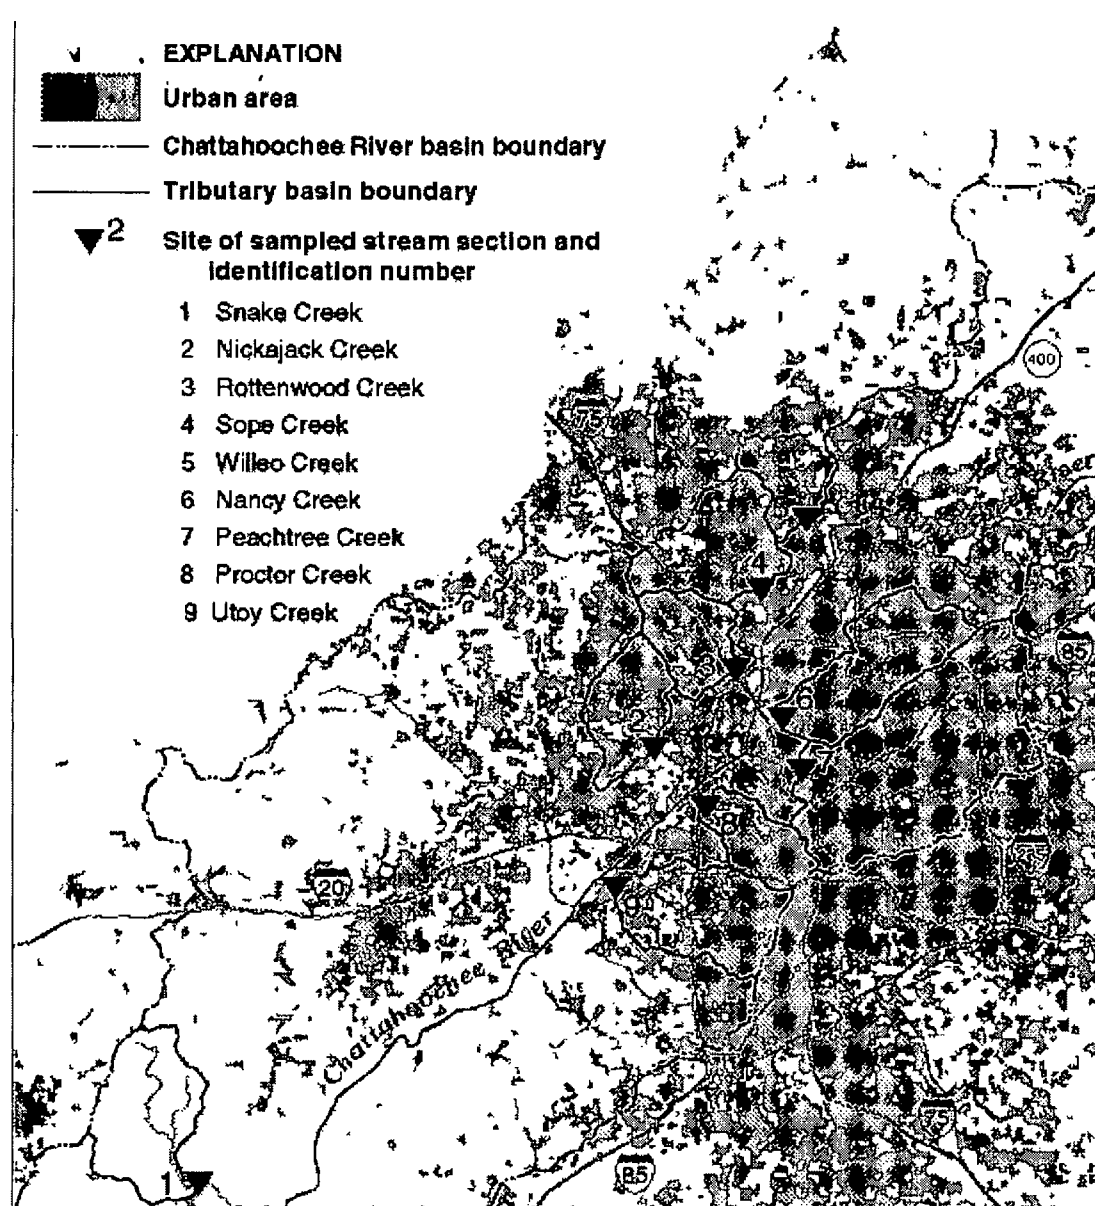 EXPLANATION
Urban area
Chattahoochee River basin boundary
Tributary basin boundary
2
Site of sampled stream section and
identification number
1 Snake Creek
2 Nickajack Creek
3 Rottenwood Creek
4 Sope Creek
5 Willeo Creek
6 Nancy Creek
7 Peachtree Creek
8 Proctor Creek
9 Utoy Creek
400
75
4
85
3
6
2
8
20
9
Chattahoochee River
75
85
1